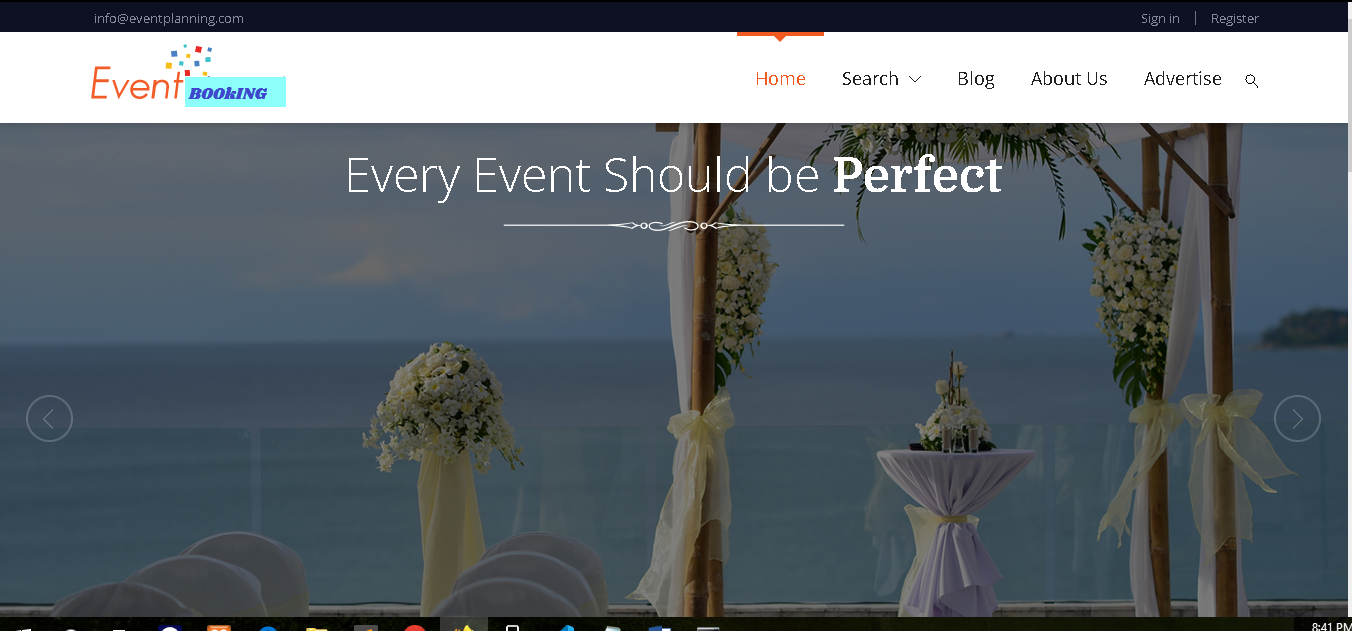 info@eventplanning.com Sign in | Register
Event BOOkING
Home Search Blog About Us Advertise
Every Event Should be Perfect
8:41 PM